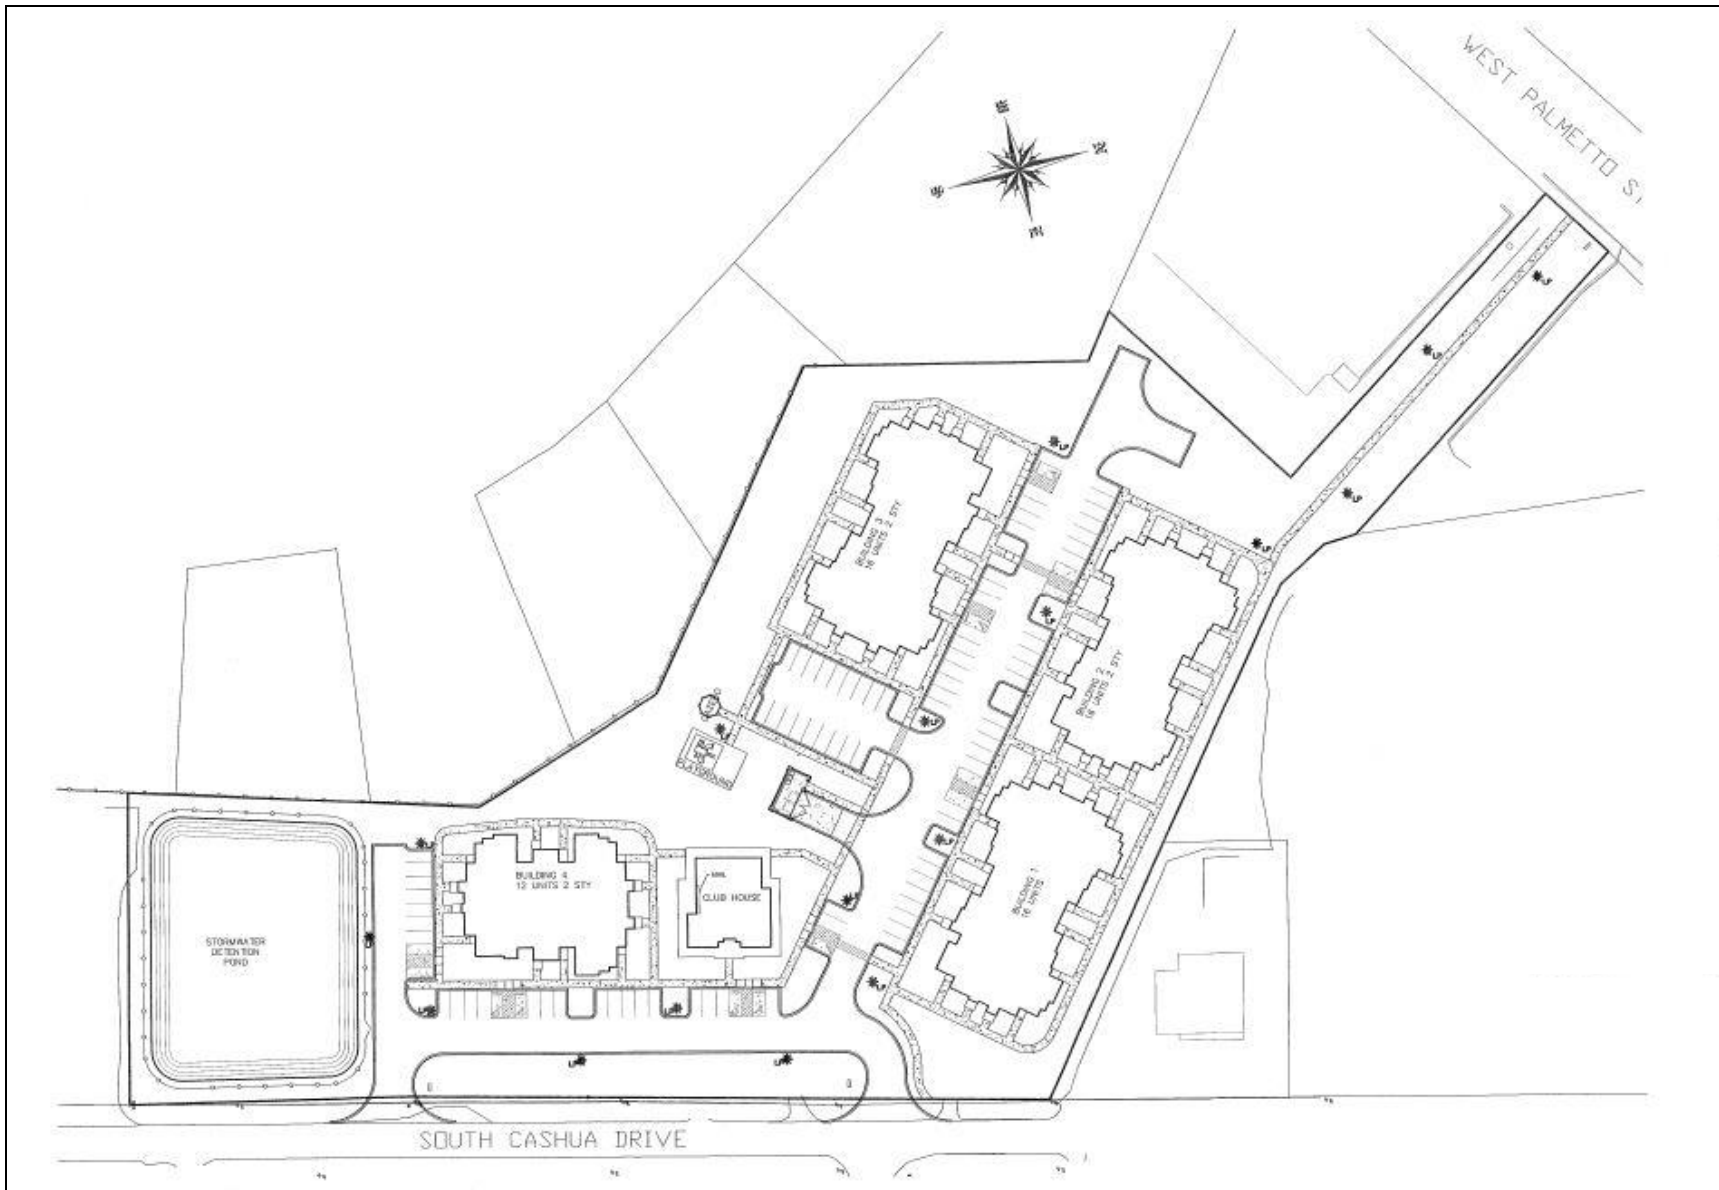 WEST PALMETTO ST
BUILDING 3
16 UNITS 2 STY
BUILDING 2
16 UNITS 2 STY
PLAYGROUND
BUILDING 4
12 UNITS 2 STY
CLUB HOUSE
BUILDING 1
16 UNITS
STORMWATER
DETENTION
POND
SOUTH CASHUA DRIVE